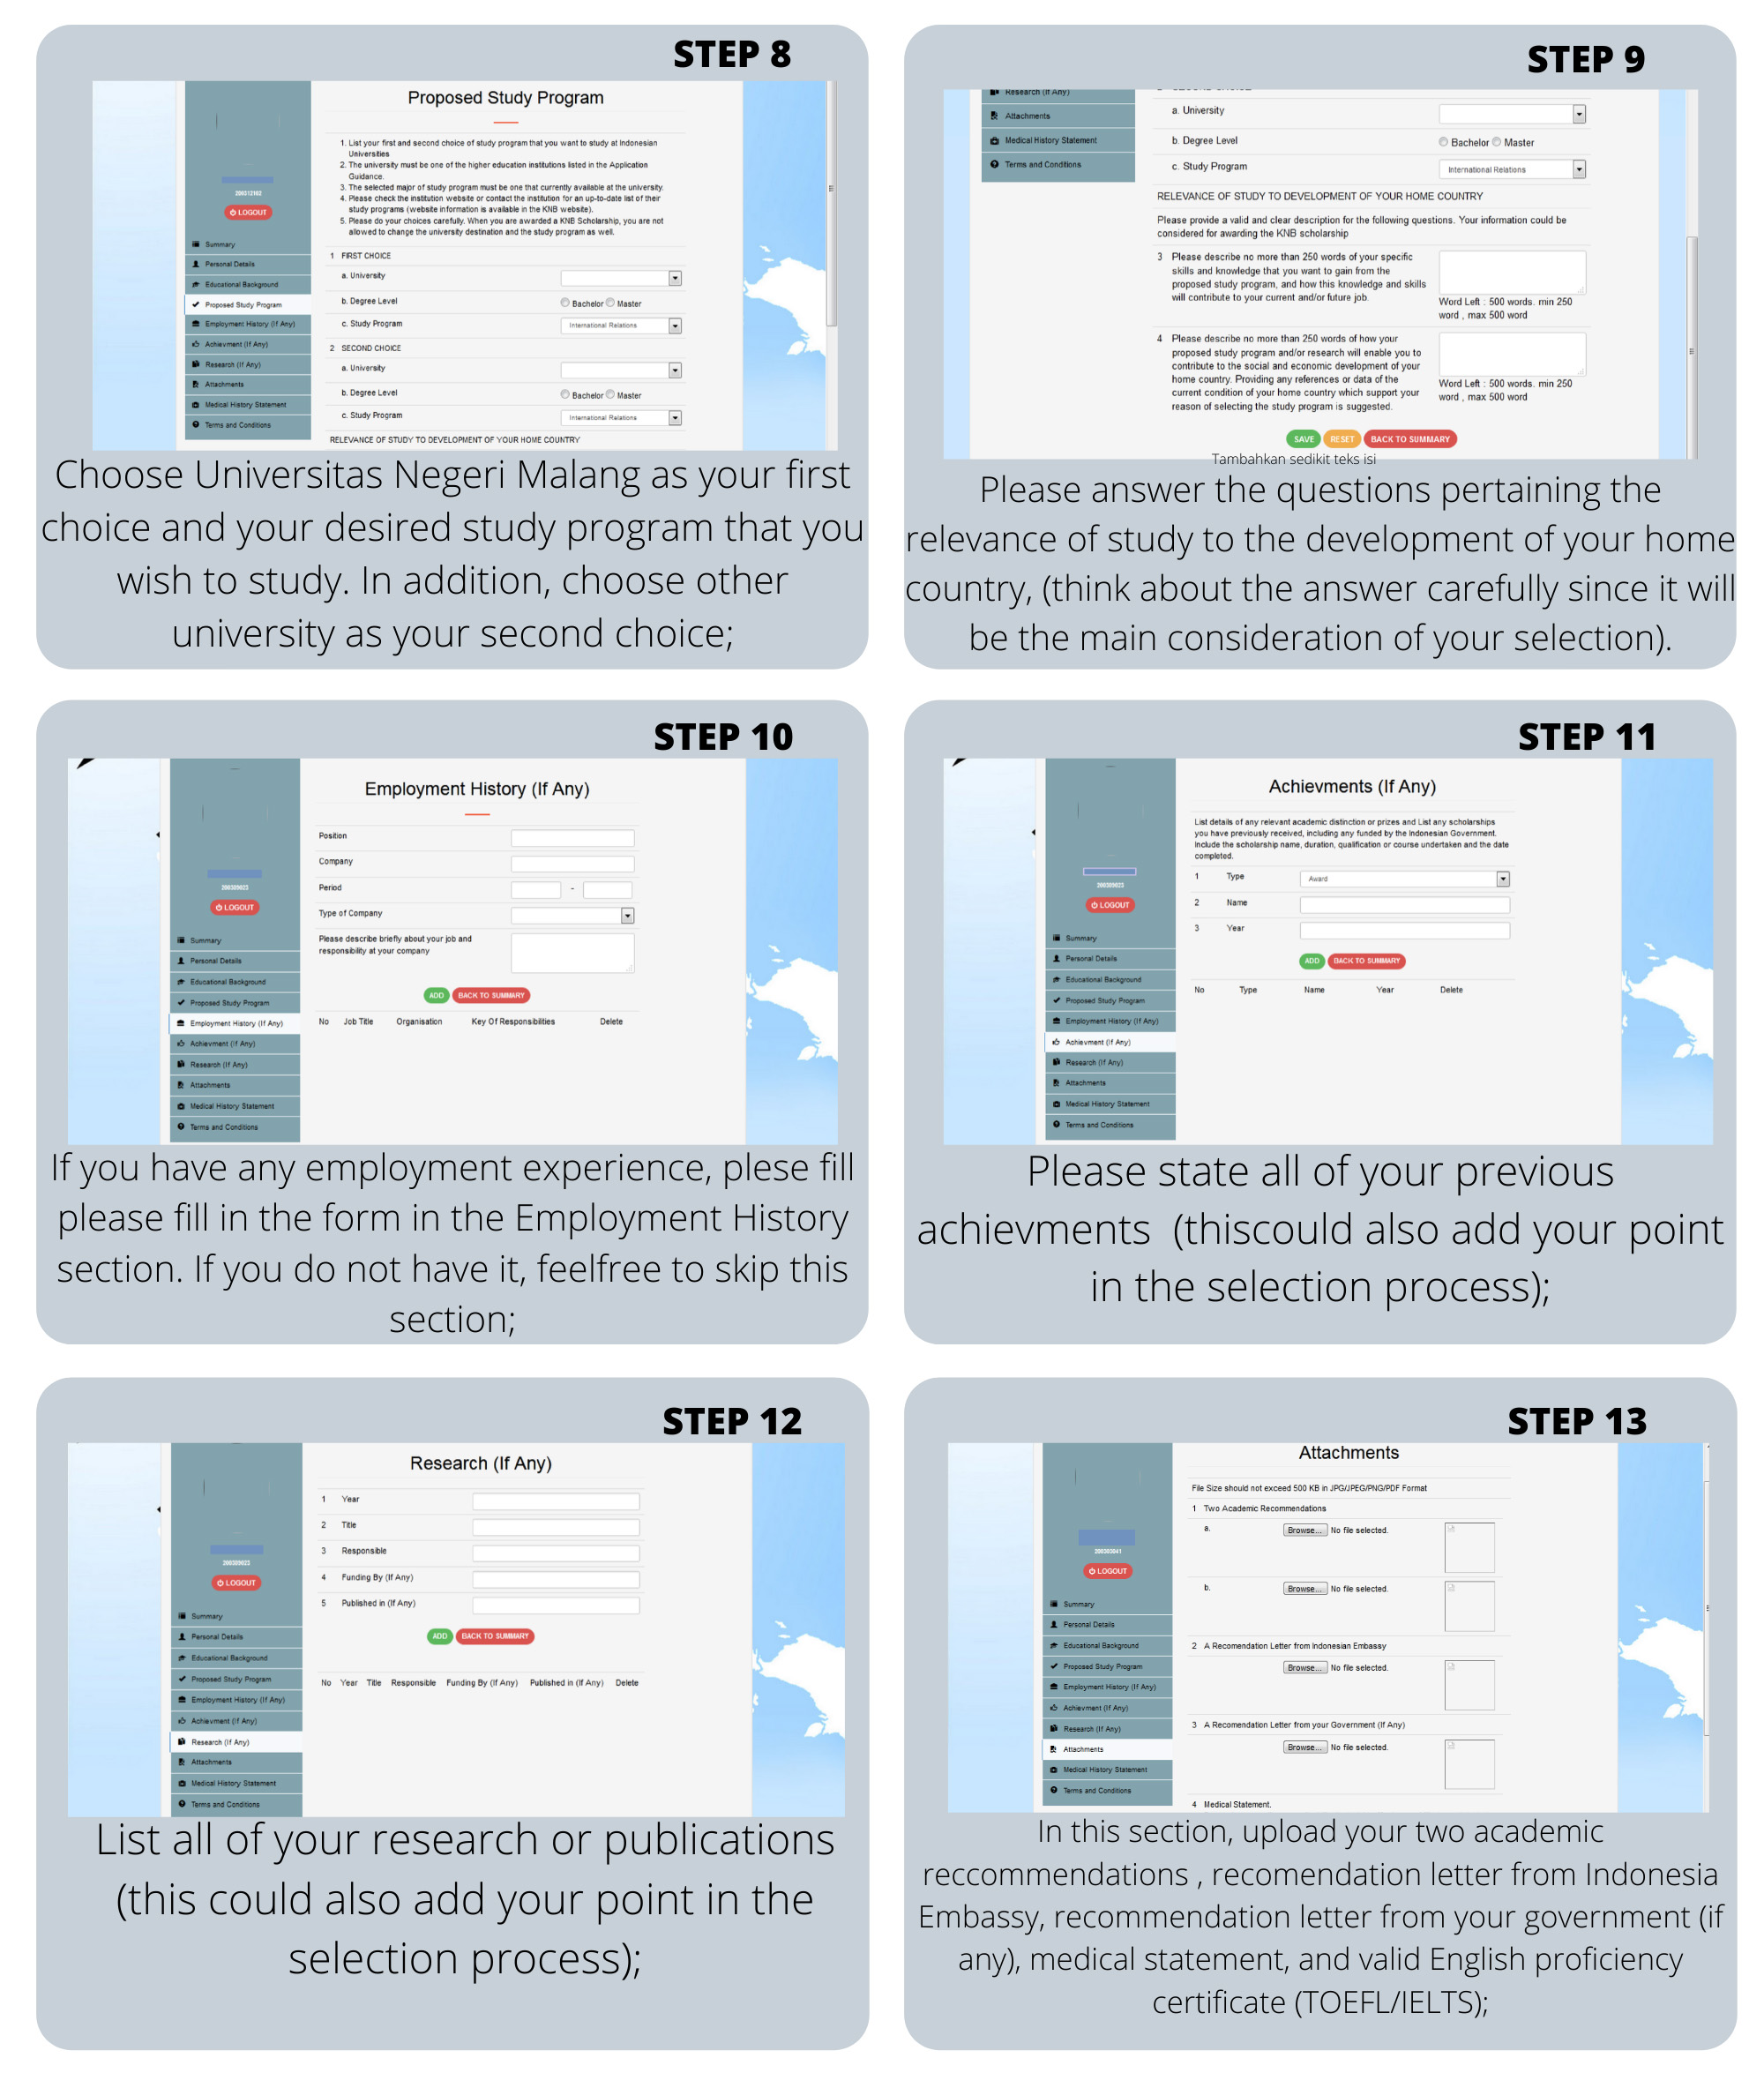 STEP 8
Proposed Study Program
1. List your first and second choice of study program that you want to study at Indonesian
Universities
2. The university must be one of the higher education institutions listed in the Application
Guidance.
3. The selected major of study program must be one that currently available at the university.
4. Please check the institution website or contact the institution for an up-to-date list of their
study programs (website information is available in the KNB website).
5. Please do your choices carefully. When you are awarded a KNB Scholarship, you are not
allowed to change the university destination and the study program as well.
200313193
LOGOUT
Summary
Personal Details
Educational Background
Proposed Study Program
Employment History (If Any)
Achievment (If Any)
Research (If Any)
Attachments
Medical History Statement
Terms and Conditions
1 FIRST CHOICE
a. University
b. Degree Level Bachelor Master
c. Study Program International Relations
2 SECOND CHOICE
a. University
b. Degree Level Bachelor Master
c. Study Program International Relations
RELEVANCE OF STUDY TO DEVELOPMENT OF YOUR HOME COUNTRY
Choose Universitas Negeri Malang as your first
choice and your desired study program that you
wish to study. In addition, choose other
university as your second choice;
STEP 9
Research (If Any)
Attachments
Medical History Statement
Terms and Conditions
2 SECOND CHOICE
a. University
b. Degree Level Bachelor Master
c. Study Program International Relations
RELEVANCE OF STUDY TO DEVELOPMENT OF YOUR HOME COUNTRY
Please provide a valid and clear description for the following questions. Your information could be
considered for awarding the KNB scholarship
3 Please describe no more than 250 words of your specific
skills and knowledge that you want to gain from the
proposed study program, and how this knowledge and skills
will contribute to your current and/or future job.
Word Left : 500 words. min 250
word , max 500 word
4 Please describe no more than 250 words of how your
proposed study program and/or research will enable you to
contribute to the social and economic development of your
home country. Providing any references or data of the
current condition of your home country which support your
reason of selecting the study program is suggested.
Word Left : 500 words. min 250
word , max 500 word
SAVE RESET BACK TO SUMMARY
Tambahkan sedikit teks isi
Please answer the questions pertaining the
relevance of study to the development of your home
country, (think about the answer carefully since it will
be the main consideration of your selection).
STEP 10
Employment History (If Any)
Position
Company
Period -
Type of Company
Please describe briefly about your job and
responsibility at your company
ADD BACK TO SUMMARY
No Job Title Organisation Key Of Responsibilities Delete
200309023
LOGOUT
Summary
Personal Details
Educational Background
Proposed Study Program
Employment History (If Any)
Achievment (If Any)
Research (If Any)
Attachments
Medical History Statement
Terms and Conditions
If you have any employment experience, plese fill
please fill in the form in the Employment History
section. If you do not have it, feelfree to skip this
section;
STEP 11
Achievments (If Any)
List details of any relevant academic distinction or prizes and List any scholarships
you have previously received, including any funded by the Indonesian Government.
Include the scholarship name, duration, qualification or course undertaken and the date
completed.
1 Type Award
2 Name
3 Year
ADD BACK TO SUMMARY
No Type Name Year Delete
200309023
LOGOUT
Summary
Personal Details
Educational Background
Proposed Study Program
Employment History (If Any)
Achievment (If Any)
Research (If Any)
Attachments
Medical History Statement
Terms and Conditions
Please state all of your previous
achievments (thiscould also add your point
in the selection process);
STEP 12
Research (If Any)
1 Year
2 Title
3 Responsible
4 Funding By (If Any)
5 Published in (If Any)
ADD BACK TO SUMMARY
No Year Title Responsible Funding By (If Any) Published in (If Any) Delete
200309023
LOGOUT
Summary
Personal Details
Educational Background
Proposed Study Program
Employment History (If Any)
Achievment (If Any)
Research (If Any)
Attachments
Medical History Statement
Terms and Conditions
List all of your research or publications
(this could also add your point in the
selection process);
STEP 13
Attachments
File Size should not exceed 500 KB in JPG/JPEG/PNG/PDF Format
1 Two Academic Recommendations
a. Browse... No file selected.
b. Browse... No file selected.
2 A Recomendation Letter from Indonesian Embassy
Browse... No file selected.
3 A Recomendation Letter from your Government (If Any)
Browse... No file selected.
4 Medical Statement.
200303041
LOGOUT
Summary
Personal Details
Educational Background
Proposed Study Program
Employment History (If Any)
Achievment (If Any)
Research (If Any)
Attachments
Medical History Statement
Terms and Conditions
In this section, upload your two academic
reccommendations , recomendation letter from Indonesia
Embassy, recommendation letter from your government (if
any), medical statement, and valid English proficiency
certificate (TOEFL/IELTS);